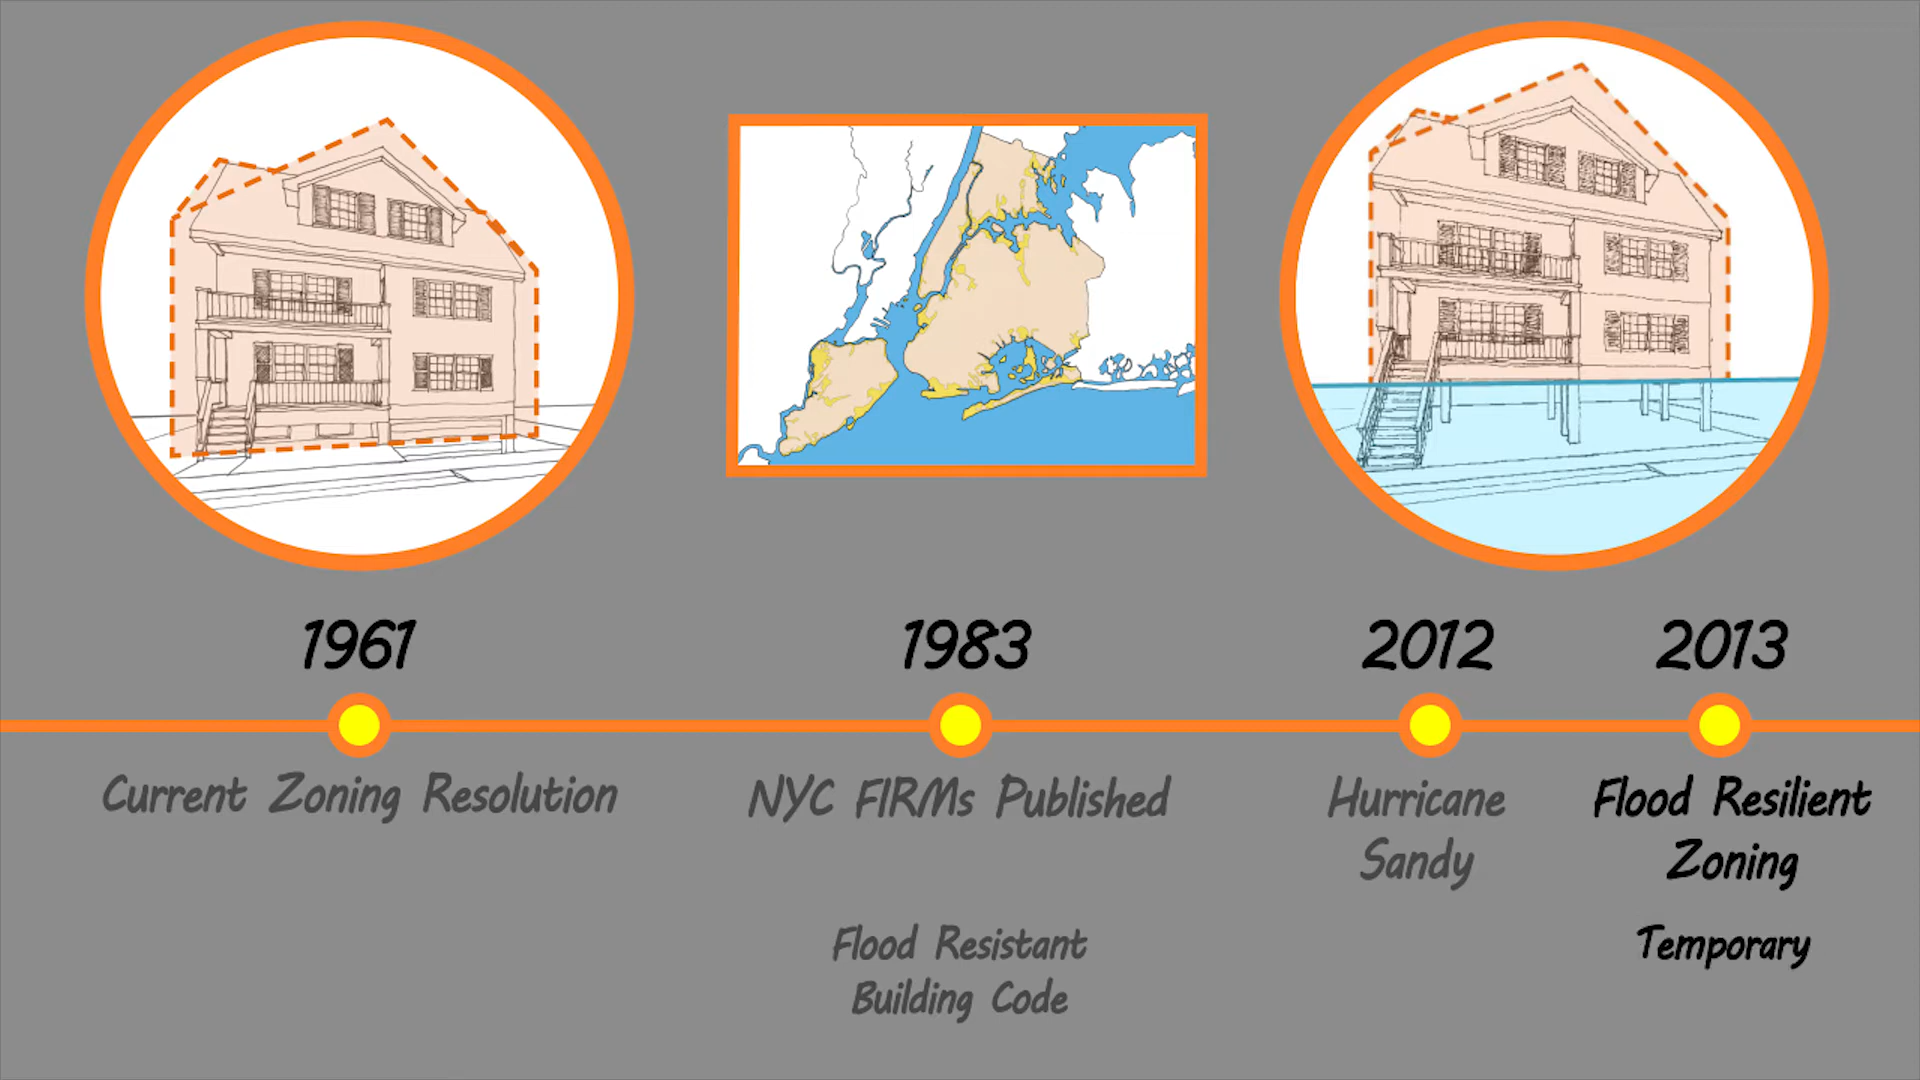 1961
1983
2012
2013
Current Zoning Resolution
NYC FIRMs Published
Hurricane
Sandy
Flood Resilient
Zoning
Flood Resistant
Building Code
Temporary